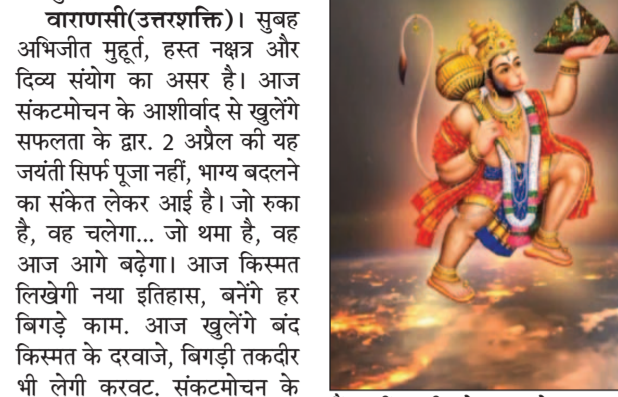 वाराणसी(उत्तरशक्ति)। सुबह
अभिजीत मुहूर्त, हस्त नक्षत्र और
दिव्य संयोग का असर है। आज
संकटमोचन के आशीर्वाद से खुलेंगे
सफलता के द्वार. 2 अप्रैल की यह
जयंती सिर्फ पूजा नहीं, भाग्य बदलने
का संकेत लेकर आई है। जो रुका
है, वह चलेगा... जो थमा है, वह
आज आगे बढ़ेगा। आज किस्मत
लिखेगी नया इतिहास, बनेंगे हर
बिगड़े काम. आज खुलेंगे बंद
किस्मत के दरवाजे, बिगड़ी तकदीर
भी लेगी करवट. संकटमोचन के